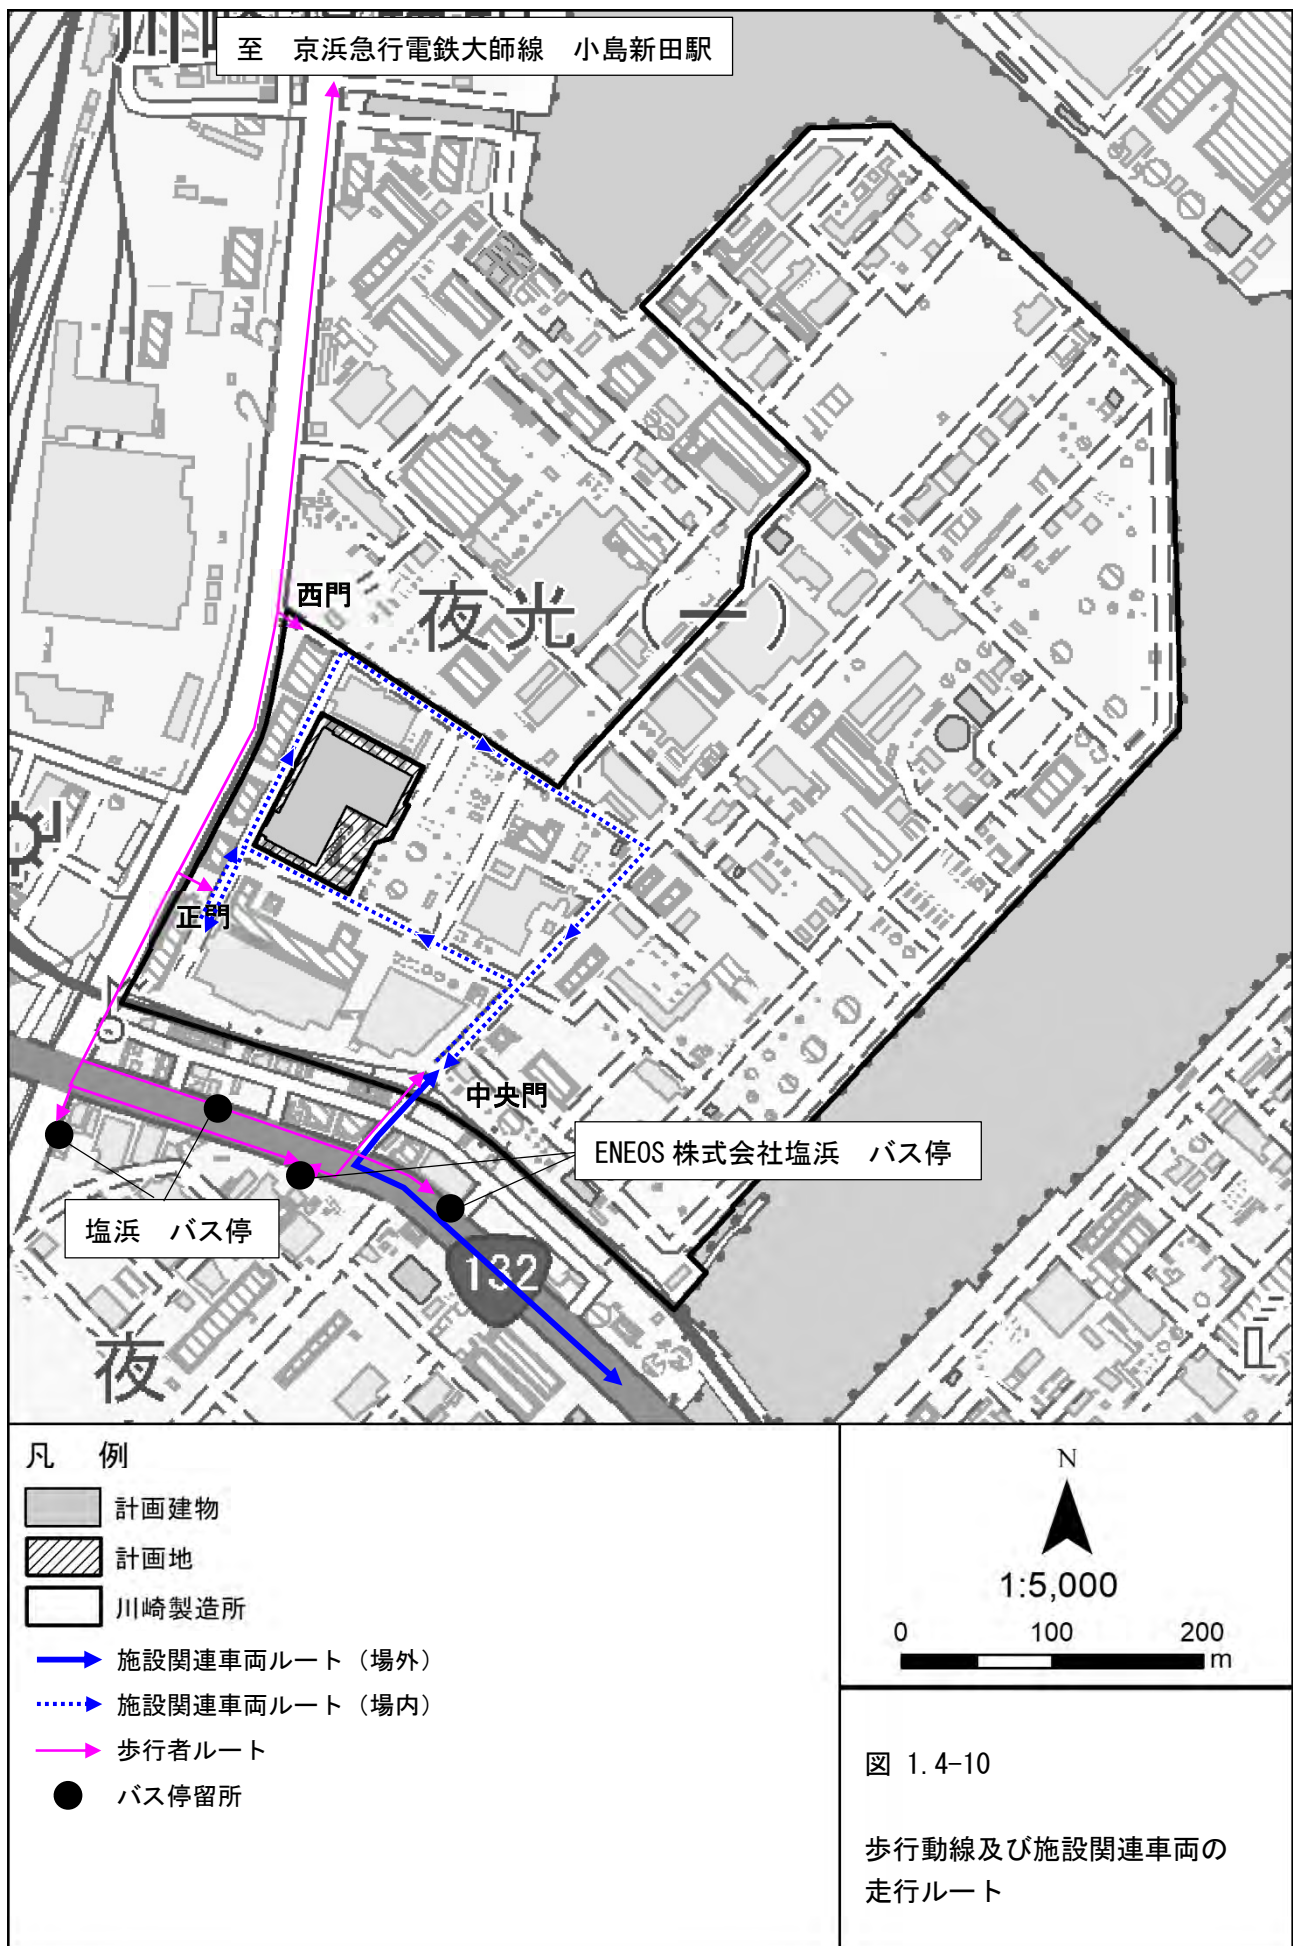 至　京浜急行電鉄大師線　小島新田駅
2.5
西門
夜光（一）
正門
中央門
ENEOS 株式会社塩浜　バス停
塩浜　バス停
132
夜
凡　例
計画建物
計画地
川崎製造所
施設関連車両ルート（場外）
施設関連車両ルート（場内）
歩行者ルート
バス停留所
N
1:5,000
0 100 200
m
図 1.4-10
歩行動線及び施設関連車両の
走行ルート